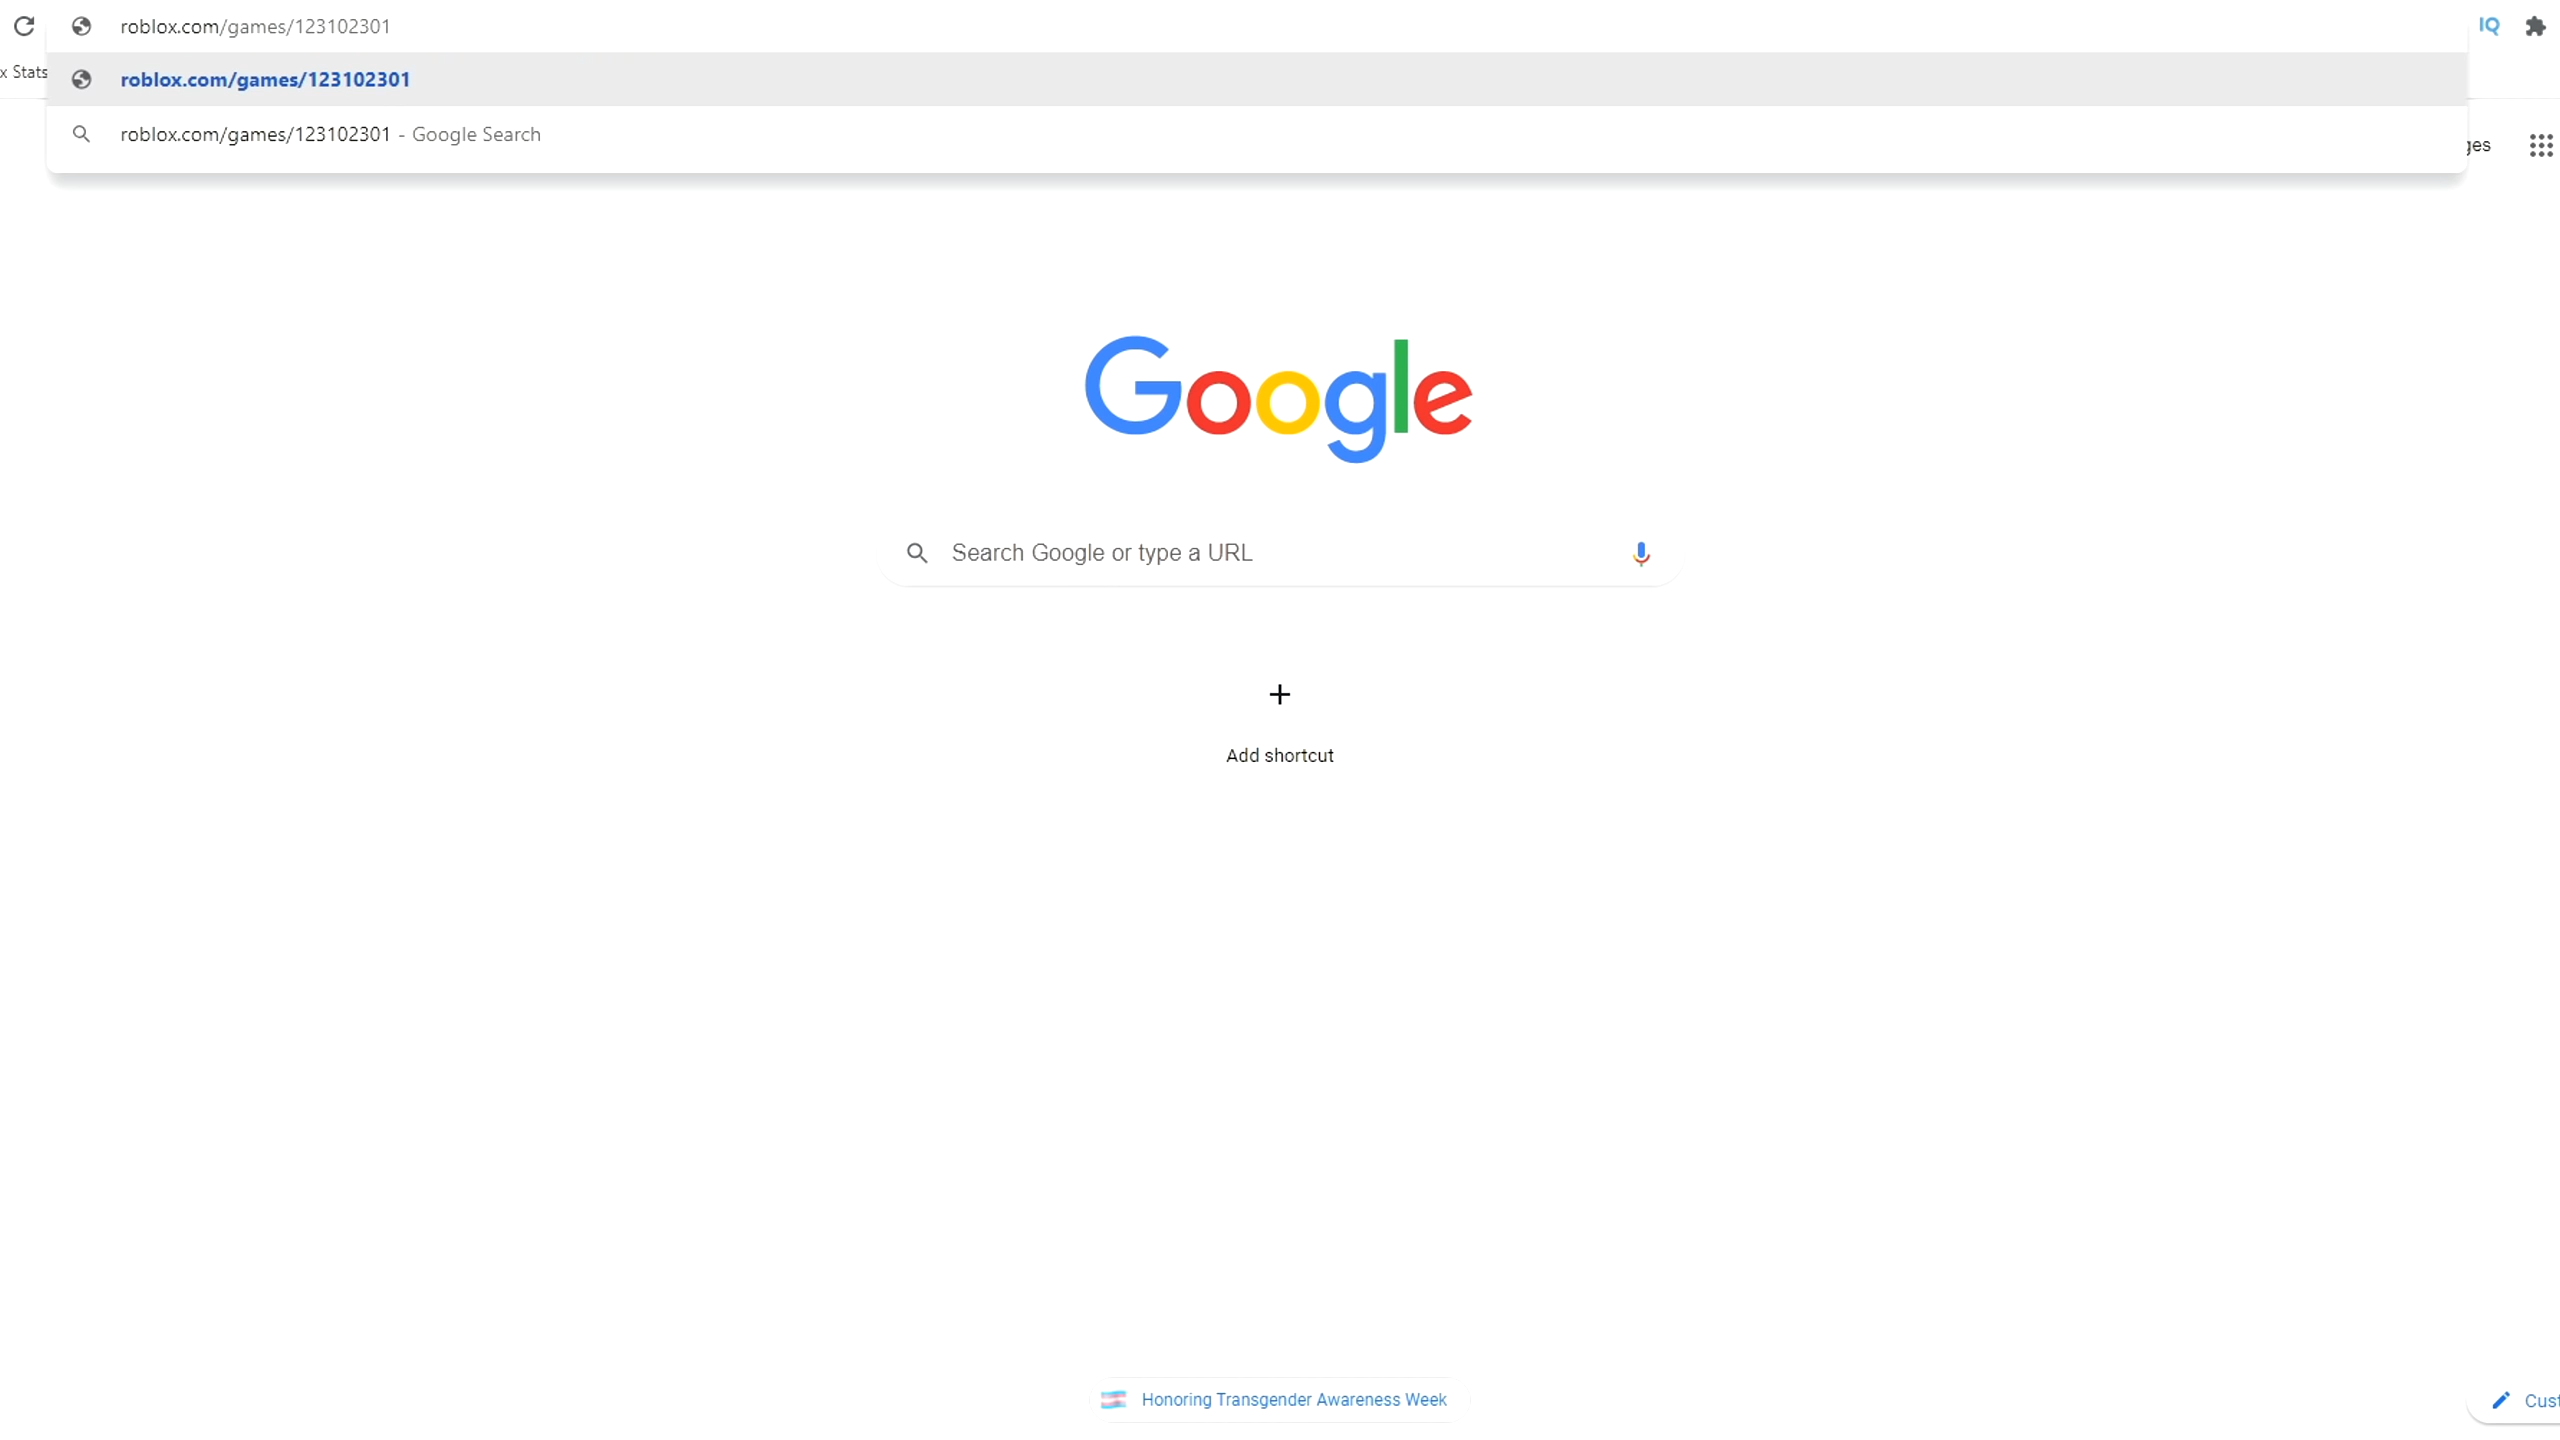 roblox.com/games/123102301
x Stats
roblox.com/games/123102301
roblox.com/games/123102301 - Google Search
IQ
ges
Google
Search Google or type a URL
Add shortcut
Honoring Transgender Awareness Week
Cust